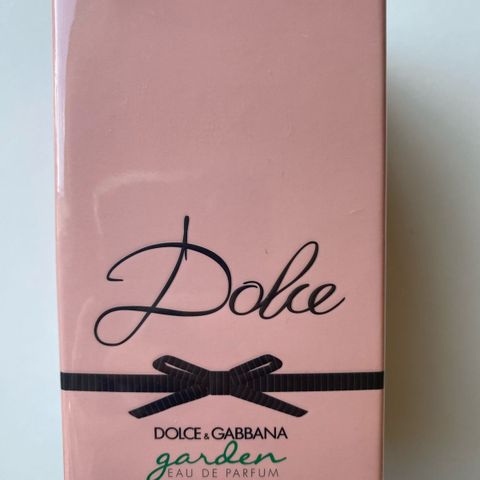 Dolce
DOLCE & GABBANA
garden
EAU DE PARFUM